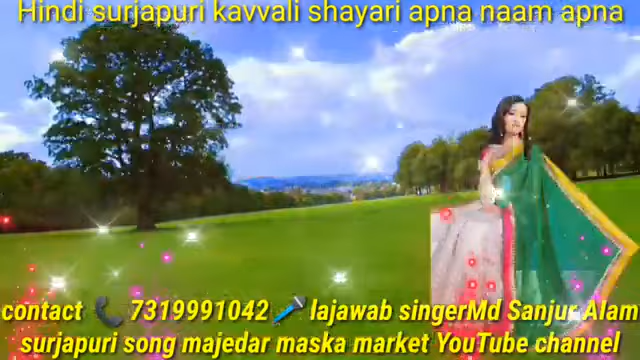 Hindi surjapuri kavvali shayari apna naam apna
contact 📞 7319991042 🎤 lajawab singerMd Sanjur Alam
surjapuri song majedar maska market YouTube channel